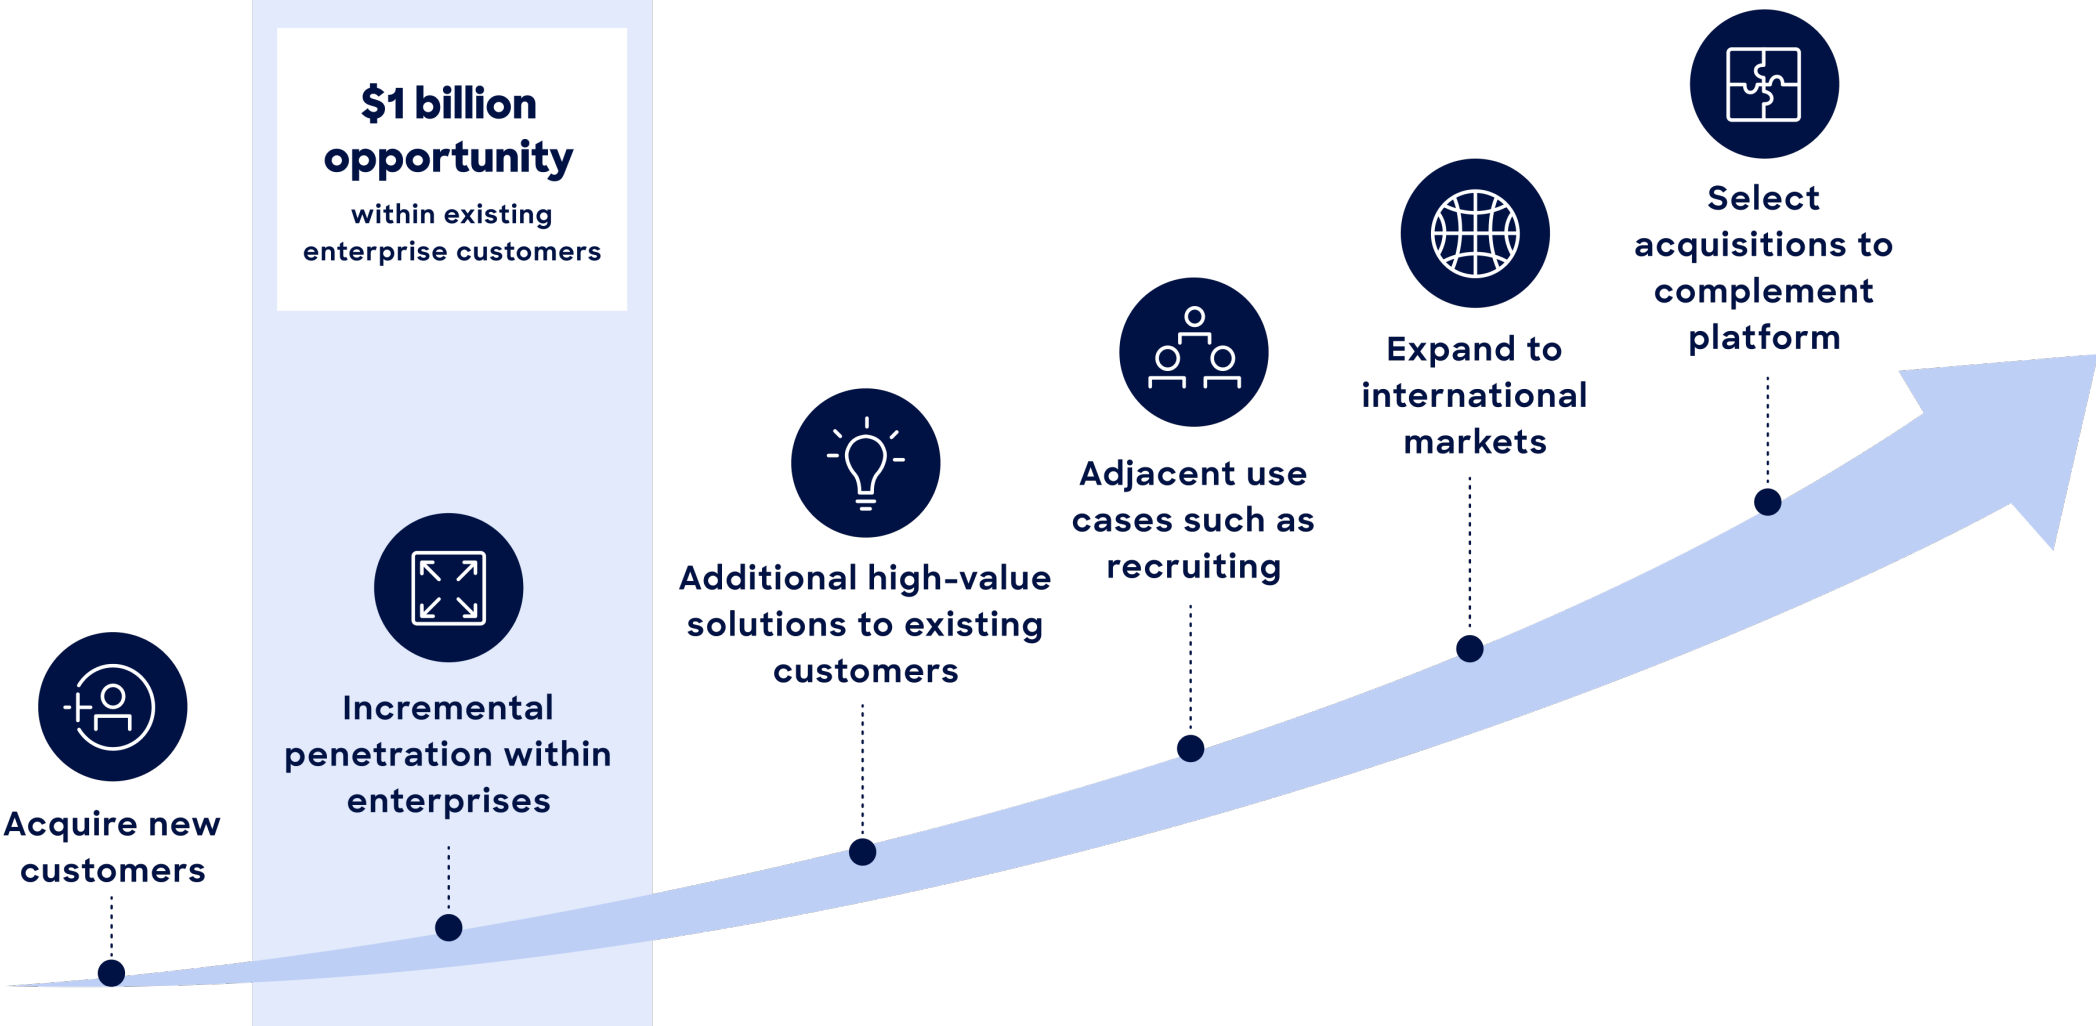 $1 billion
opportunity
within existing
enterprise customers
Acquire new
customers
Incremental
penetration within
enterprises
Additional high-value
solutions to existing
customers
Adjacent use
cases such as
recruiting
Expand to
international
markets
Select
acquisitions to
complement
platform